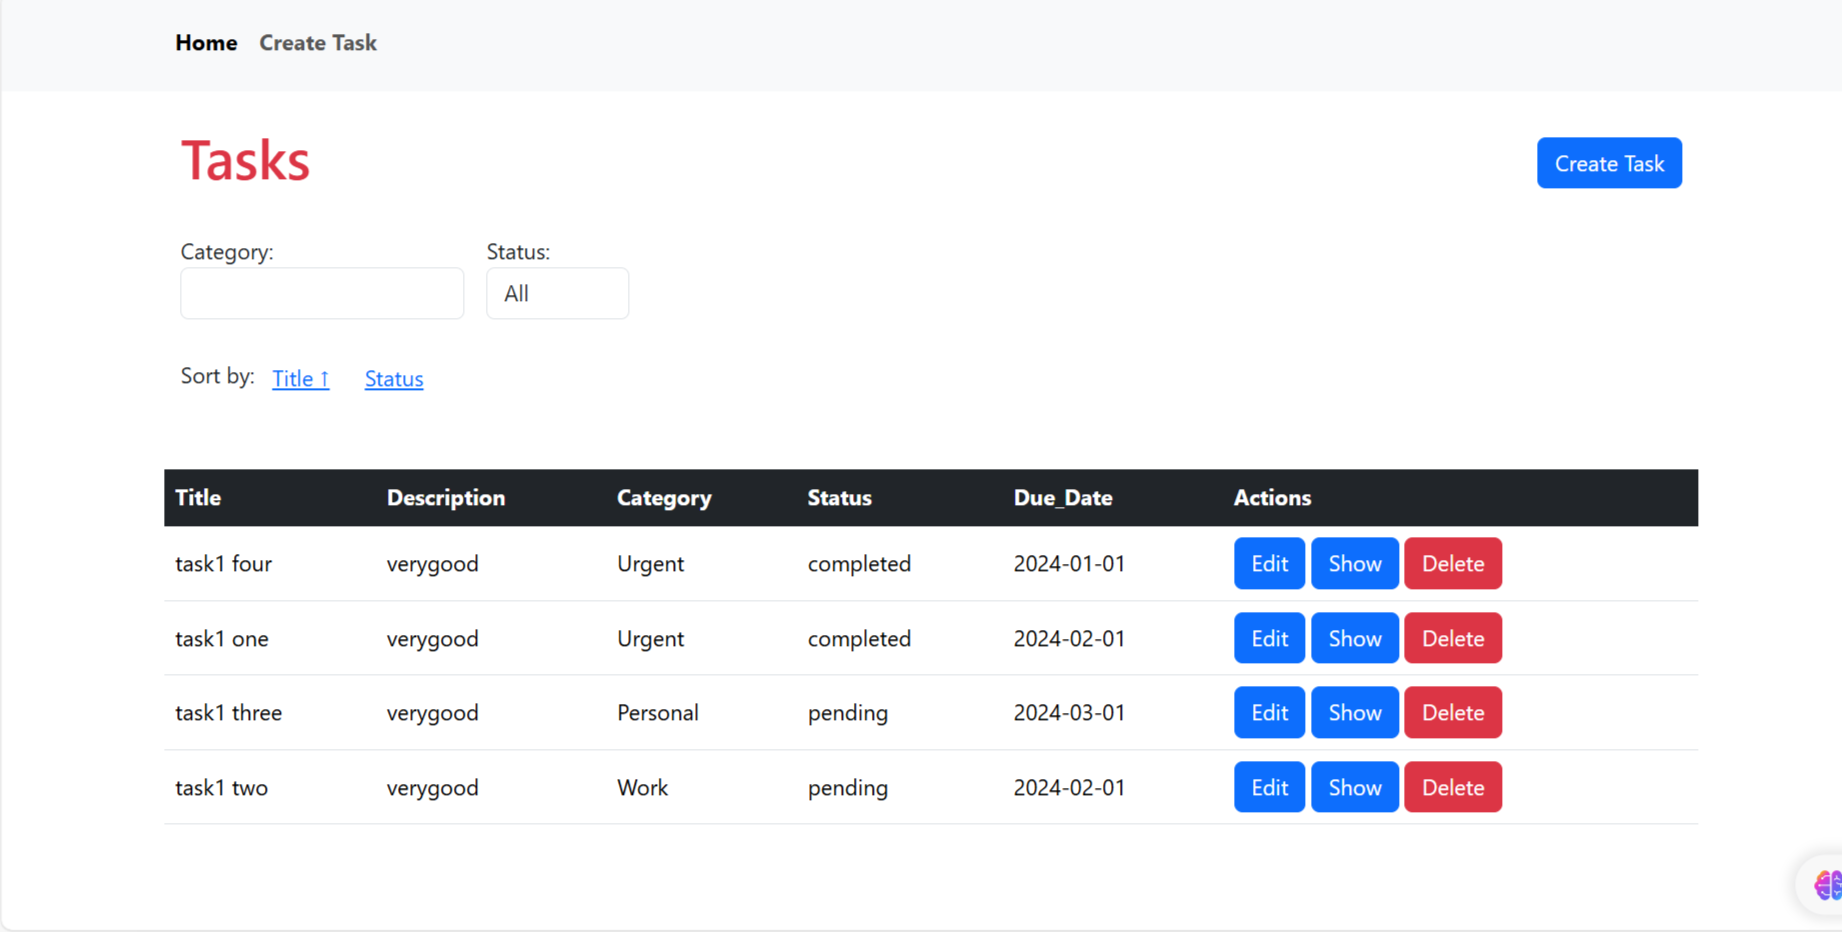 Home Create Task
Tasks
Create Task
Category: Status:
All
Sort by: Title ↑ Status
Title Description Category Status Due_Date Actions
task1 four verygood Urgent completed 2024-01-01 Edit Show Delete
task1 one verygood Urgent completed 2024-02-01 Edit Show Delete
task1 three verygood Personal pending 2024-03-01 Edit Show Delete
task1 two verygood Work pending 2024-02-01 Edit Show Delete